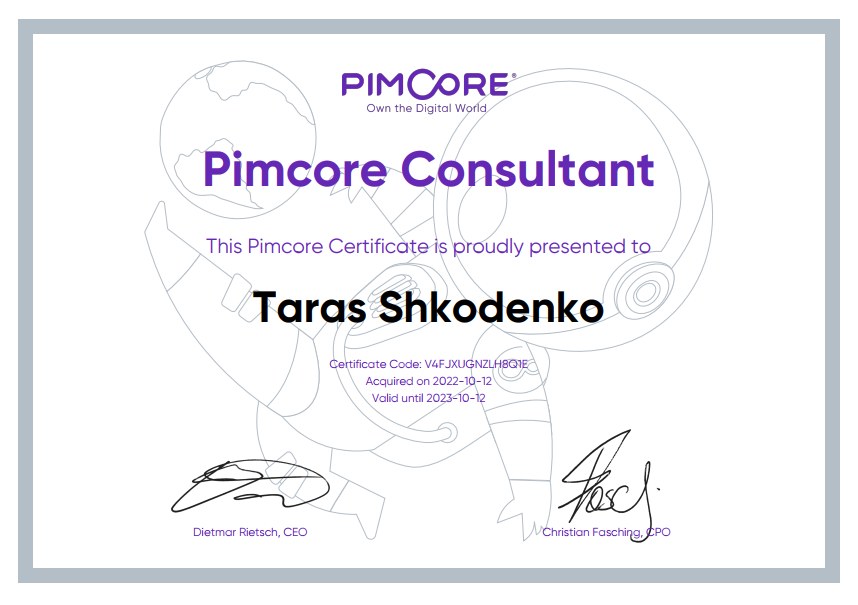 PIMCORE®
Own the Digital World
Pimcore Consultant
This Pimcore Certificate is proudly presented to
Taras Shkodenko
Certificate Code: V4FJXUGNZLH8Q1E
Acquired on 2022-10-12
Valid until 2023-10-12
Fasc
Dietmar Rietsch, CEO
Christian Fasching, CPO